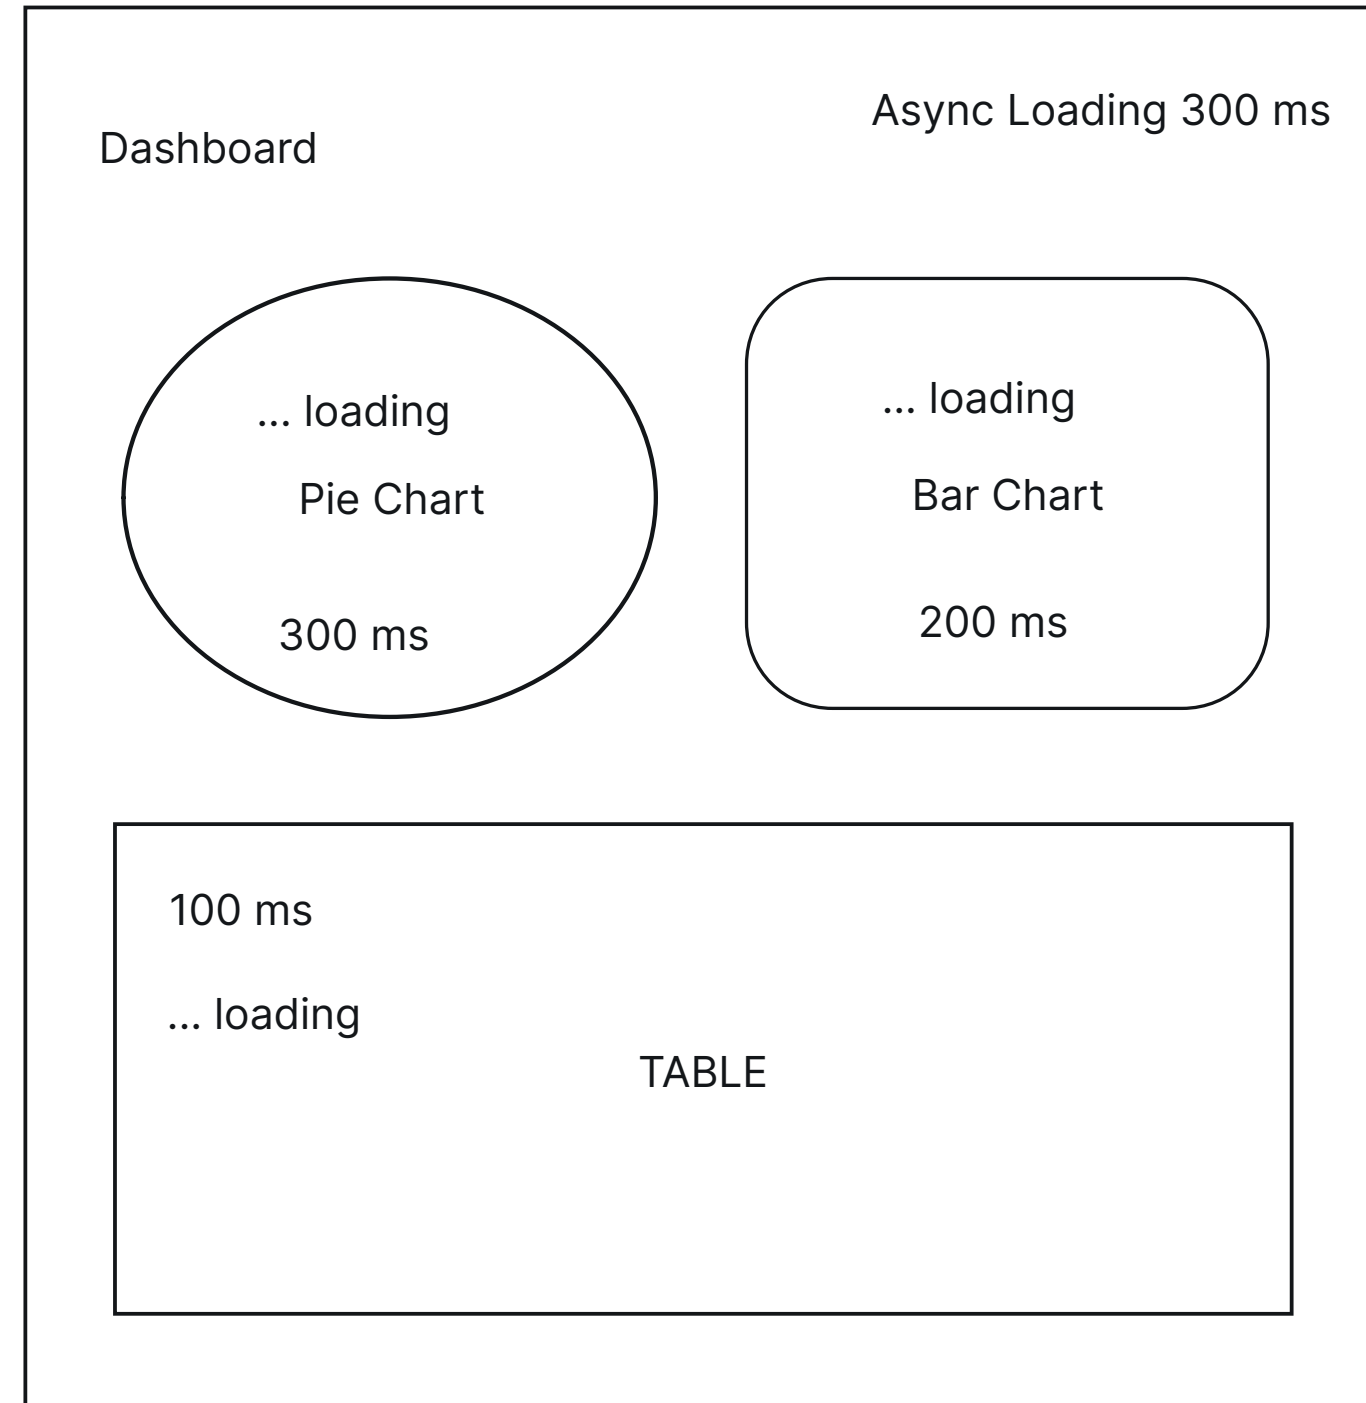 Dashboard
Async Loading 300 ms
... loading
Pie Chart
300 ms
... loading
Bar Chart
200 ms
100 ms
... loading
TABLE